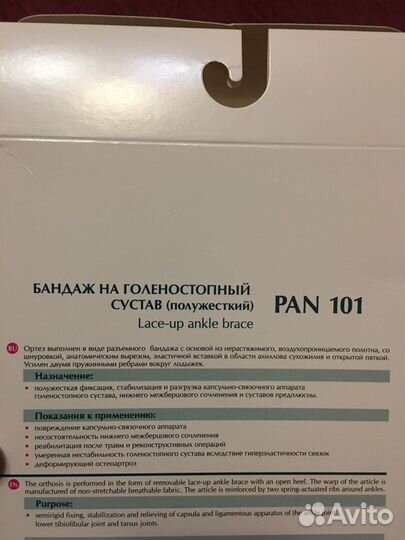 БАНДАЖ НА ГОЛЕНОСТОПНЫЙ
СУСТАВ (полужесткий)
PAN 101
Lace-up ankle brace
RU
Ортез выполнен в виде разъемного бандажа с основой из нерастяжимого, воздухопроницаемого полотна, со
шнуровкой, анатомическим вырезом, эластичной вставкой в области ахиллова сухожилия и открытой пяткой.
Усилен двумя пружинными ребрами вокруг лодыжек.
Назначение:
• полужесткая фиксация, стабилизация и разгрузка капсульно-связочного аппарата
голеностопного сустава, нижнего межберцового сочленения и суставов предплюсны.
Показания к применению:
• повреждение капсульно-связочного аппарата
• несостоятельность нижнего межберцового сочленения
• реабилитация после травм и реконструктивных операций
• умеренная нестабильность голеностопного сустава вследствие гиперэластичности связок
• деформирующий остеоартроз
EN
The orthosis is performed in the form of removable lace-up ankle brace with an open heel. The warp of the article is
manufactured of non-stretchable breathable fabric. The article is reinforced by two spring-actuated ribs around ankles.
Purpose:
• semirigid fixing, stabilization and relieving of capsule and ligamentous apparatus of the
lower tibiofibular joint and tarsus joints.
Avito